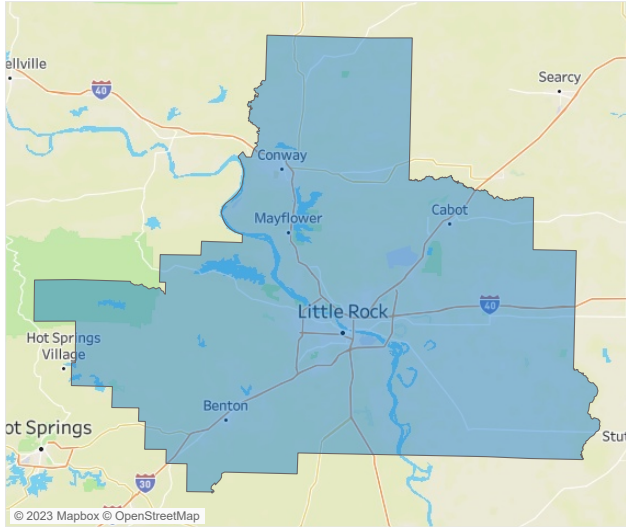 ellville
40
Searcy
Conway
Mayflower
Cabot
40
Little Rock
Hot Springs
Village
Benton
ot Springs
Stut
30
© 2023 Mapbox © OpenStreetMap